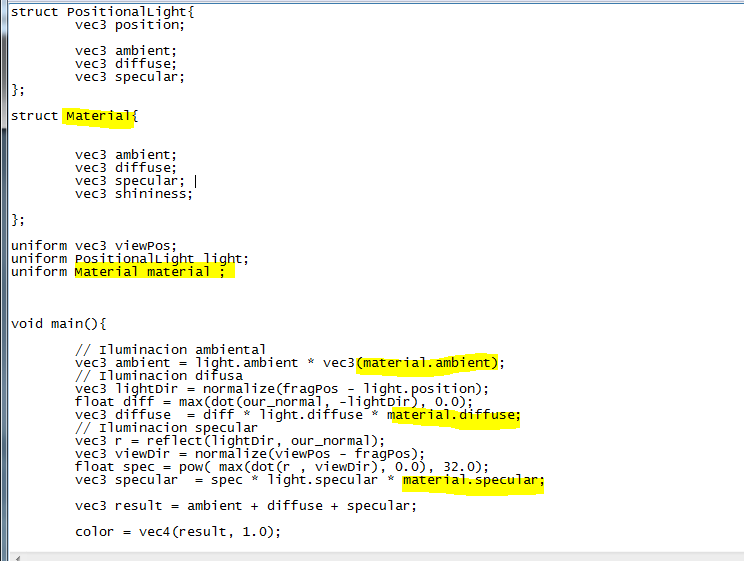 struct PositionalLight{
vec3 position;
vec3 ambient;
vec3 diffuse;
vec3 specular;
};
struct Material{
vec3 ambient;
vec3 diffuse;
vec3 specular;
vec3 shininess;
};
uniform vec3 viewPos;
uniform PositionalLight light;
uniform Material material ;
void main(){
// Iluminacion ambiental
vec3 ambient = light.ambient * vec3(material.ambient);
// Iluminacion difusa
vec3 lightDir = normalize(fragPos - light.position);
float diff = max(dot(our_normal, -lightDir), 0.0);
vec3 diffuse  = diff * light.diffuse * material.diffuse;
// Iluminacion specular
vec3 r = reflect(lightDir, our_normal);
vec3 viewDir = normalize(viewPos - fragPos);
float spec = pow( max(dot(r , viewDir), 0.0), 32.0);
vec3 specular  = spec * light.specular * material.specular;
vec3 result = ambient + diffuse + specular;
color = vec4(result, 1.0);